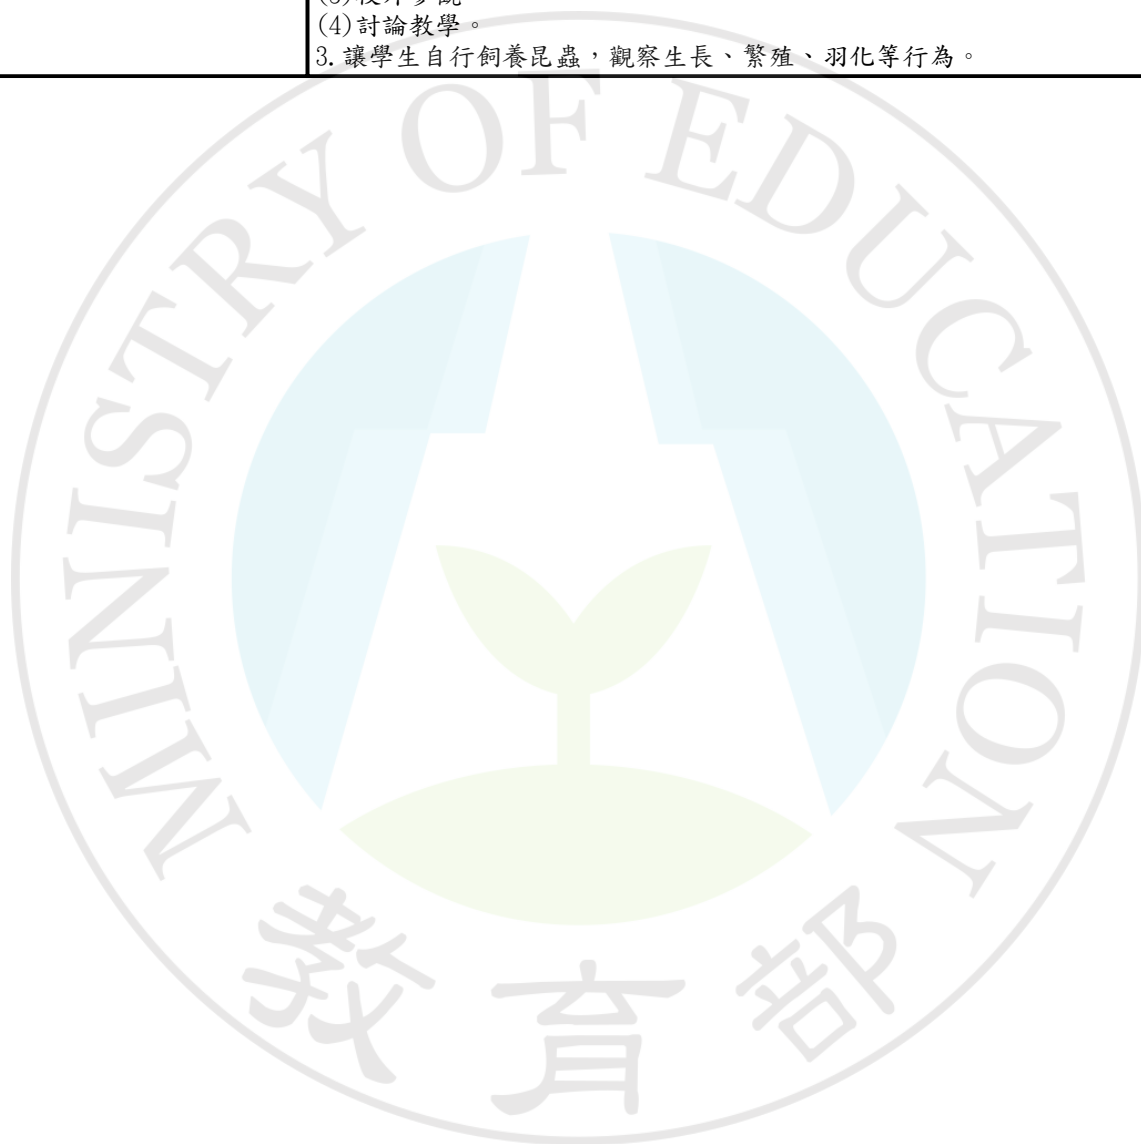 (4)討論教學。
3.讓學生自行飼養昆蟲，觀察生長、繁殖、羽化等行為。
MINISTRY OF EDUCATION
教育部